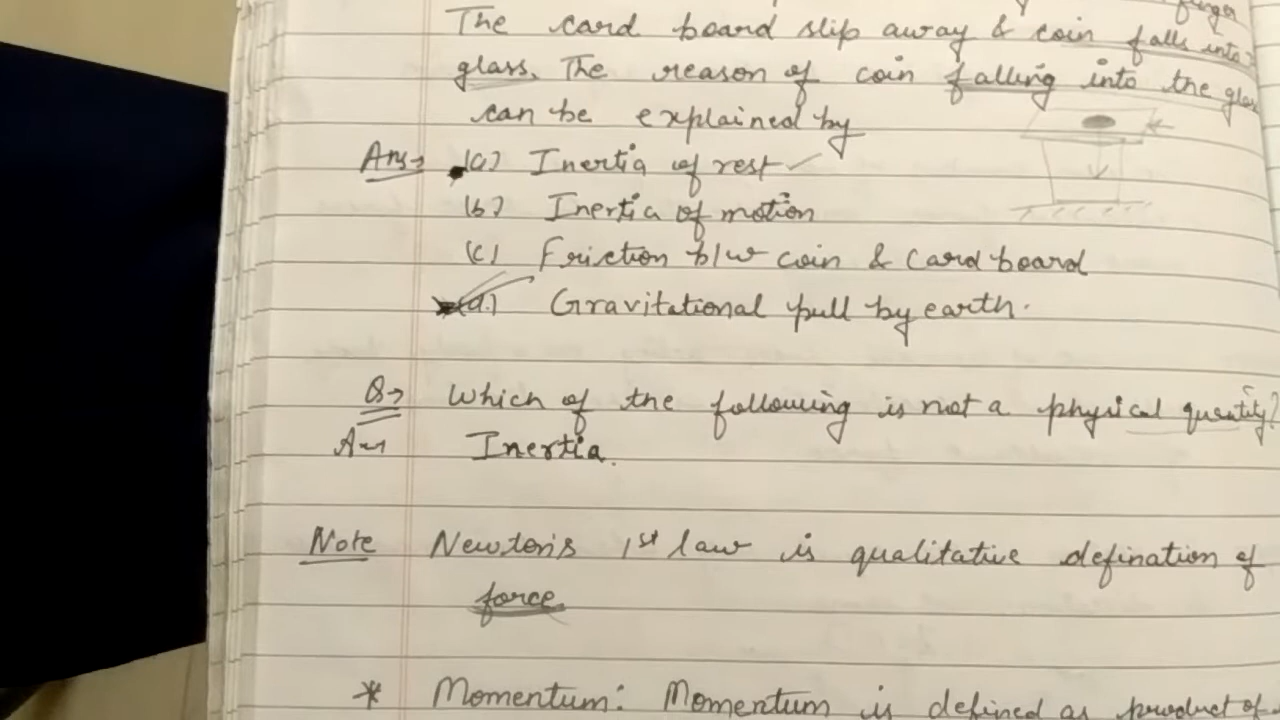 finger
The card board slip away & coin falls into
glass. The reason of coin falling into the glass
can be explained by
Ans→ (a) Inertia of rest ✓
(b) Inertia of motion
(c) Friction b/w coin & Card board
(d.) Gravitational pull by earth.
Q→ Which of the following is not a physical quantity?
Ans Inertia.
Note Newton's 1st law is qualitative defination of
force
* Momentum: Momentum is defined as product of